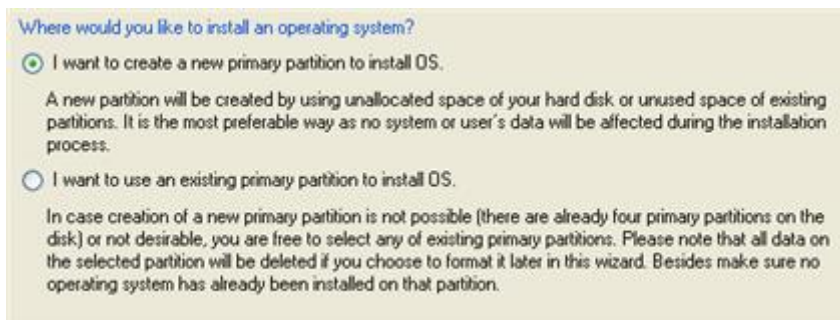 Where would you like to install an operating system?
I want to create a new primary partition to install OS.
A new partition will be created by using unallocated space of your hard disk or unused space of existing
partitions. It is the most preferable way as no system or user's data will be affected during the installation
process.
I want to use an existing primary partition to install OS.
In case creation of a new primary partition is not possible (there are already four primary partitions on the
disk) or not desirable, you are free to select any of existing primary partitions. Please note that all data on
the selected partition will be deleted if you choose to format it later in this wizard. Besides make sure no
operating system has already been installed on that partition.